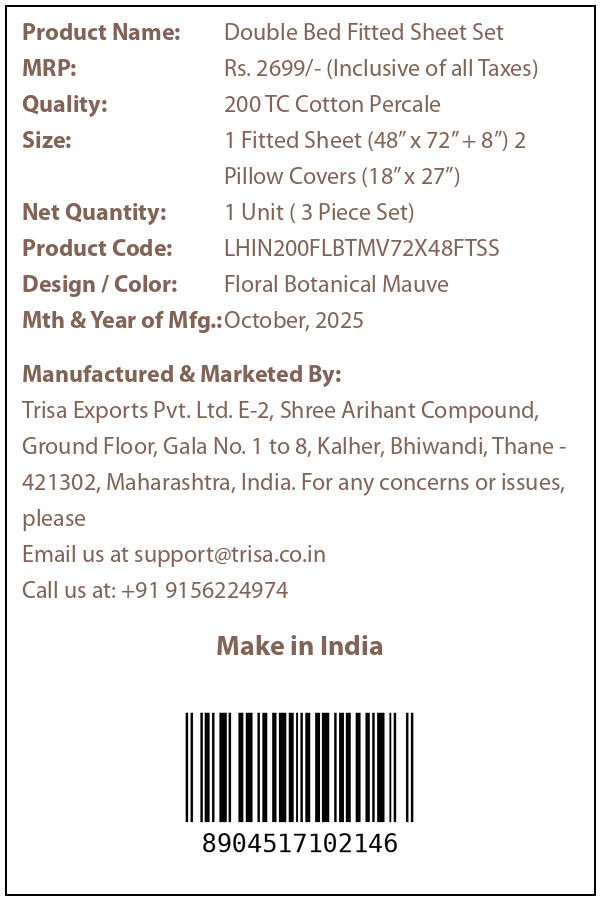 Product Name: Double Bed Fitted Sheet Set
MRP: Rs. 2699/- (Inclusive of all Taxes)
Quality: 200 TC Cotton Percale
Size: 1 Fitted Sheet (48” x 72” + 8”) 2
Pillow Covers (18” x 27”)
Net Quantity: 1 Unit ( 3 Piece Set)
Product Code: LHIN200FLBTMV72X48FTSS
Design / Color: Floral Botanical Mauve
Mth & Year of Mfg.: October, 2025
Manufactured & Marketed By:
Trisa Exports Pvt. Ltd. E-2, Shree Arihant Compound,
Ground Floor, Gala No. 1 to 8, Kalher, Bhiwandi, Thane -
421302, Maharashtra, India. For any concerns or issues,
please
Email us at support@trisa.co.in
Call us at: +91 9156224974
Make in India
8904517102146